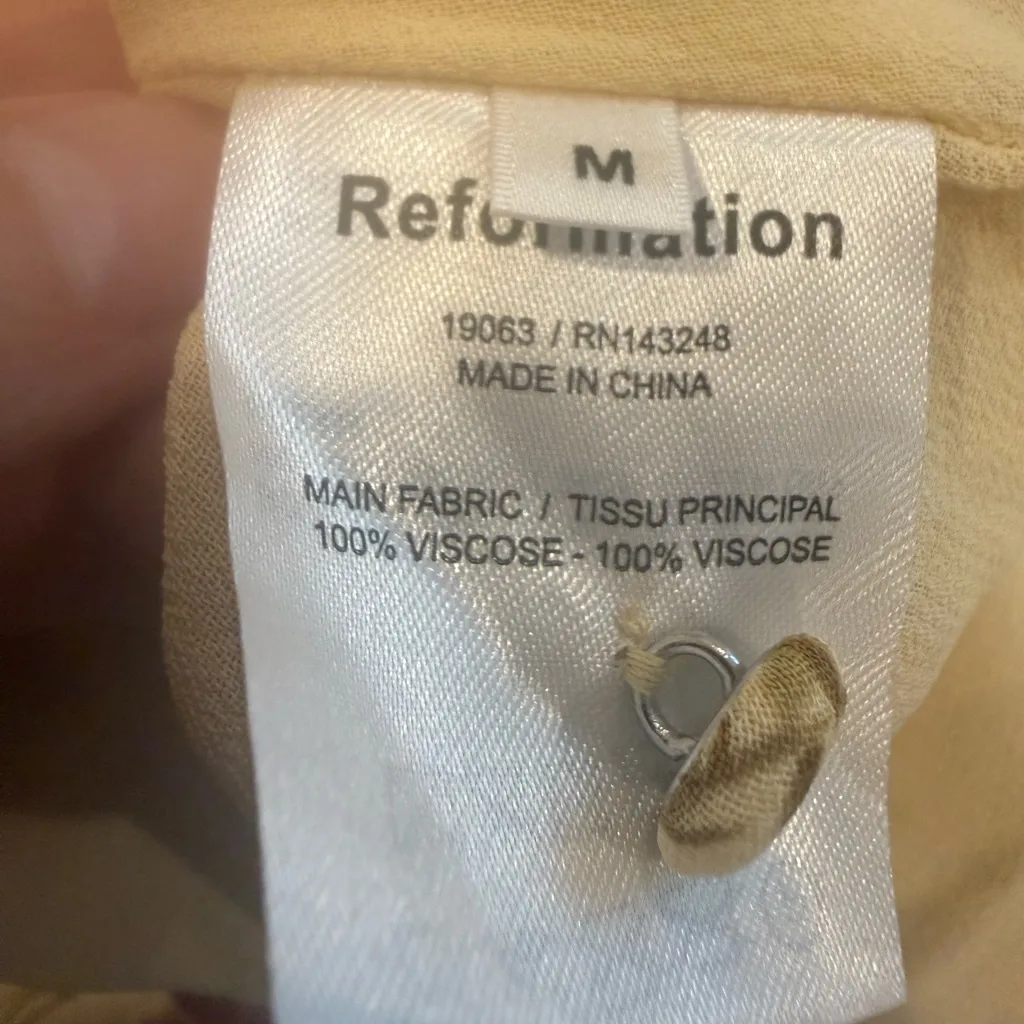 M
Reformation
19063 / RN143248
MADE IN CHINA
MAIN FABRIC / TISSU PRINCIPAL
100% VISCOSE - 100% VISCOSE